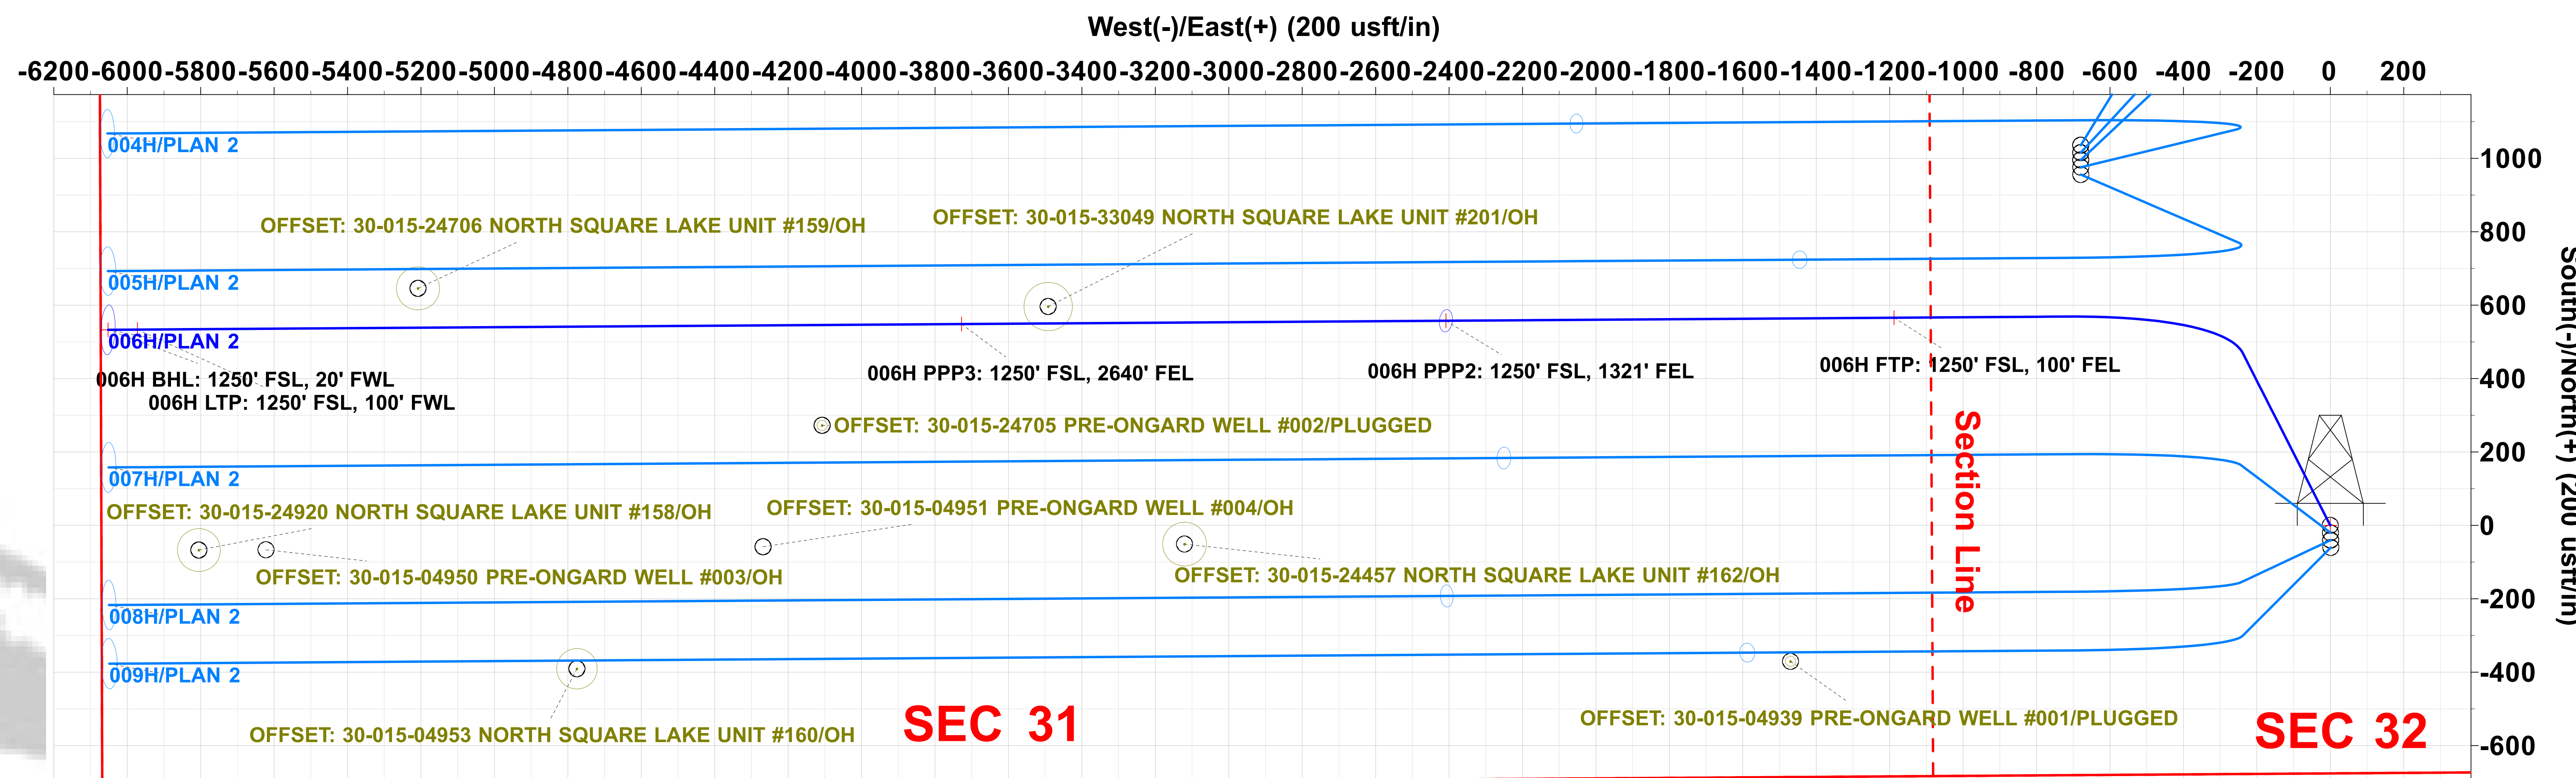 West(-)/East(+) (200 usft/in)
-6200 -6000 -5800 -5600 -5400 -5200 -5000 -4800 -4600 -4400 -4200 -4000 -3800 -3600 -3400 -3200 -3000 -2800 -2600 -2400 -2200 -2000 -1800 -1600 -1400 -1200 -1000 -800 -600 -400 -200 0 200
004H/PLAN 2
1000
OFFSET: 30-015-24706 NORTH SQUARE LAKE UNIT #159/OH
OFFSET: 30-015-33049 NORTH SQUARE LAKE UNIT #201/OH
800
005H/PLAN 2
600
006H/PLAN 2
006H BHL: 1250' FSL, 20' FWL
006H LTP: 1250' FSL, 100' FWL
006H PPP3: 1250' FSL, 2640' FEL
006H PPP2: 1250' FSL, 1321' FEL
006H FTP: 1250' FSL, 100' FEL
400
OFFSET: 30-015-24705 PRE-ONGARD WELL #002/PLUGGED
Section Line
South(-)/North(+) (200 usft/in)
200
007H/PLAN 2
OFFSET: 30-015-24920 NORTH SQUARE LAKE UNIT #158/OH
OFFSET: 30-015-04951 PRE-ONGARD WELL #004/OH
0
OFFSET: 30-015-04950 PRE-ONGARD WELL #003/OH
OFFSET: 30-015-24457 NORTH SQUARE LAKE UNIT #162/OH
-200
008H/PLAN 2
009H/PLAN 2
-400
OFFSET: 30-015-04953 NORTH SQUARE LAKE UNIT #160/OH
SEC 31
OFFSET: 30-015-04939 PRE-ONGARD WELL #001/PLUGGED
SEC 32
-600